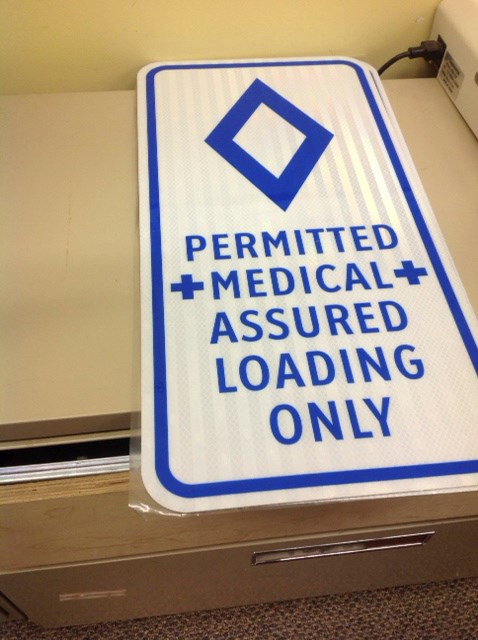 PERMITTED
+MEDICAL+
ASSURED
LOADING
ONLY